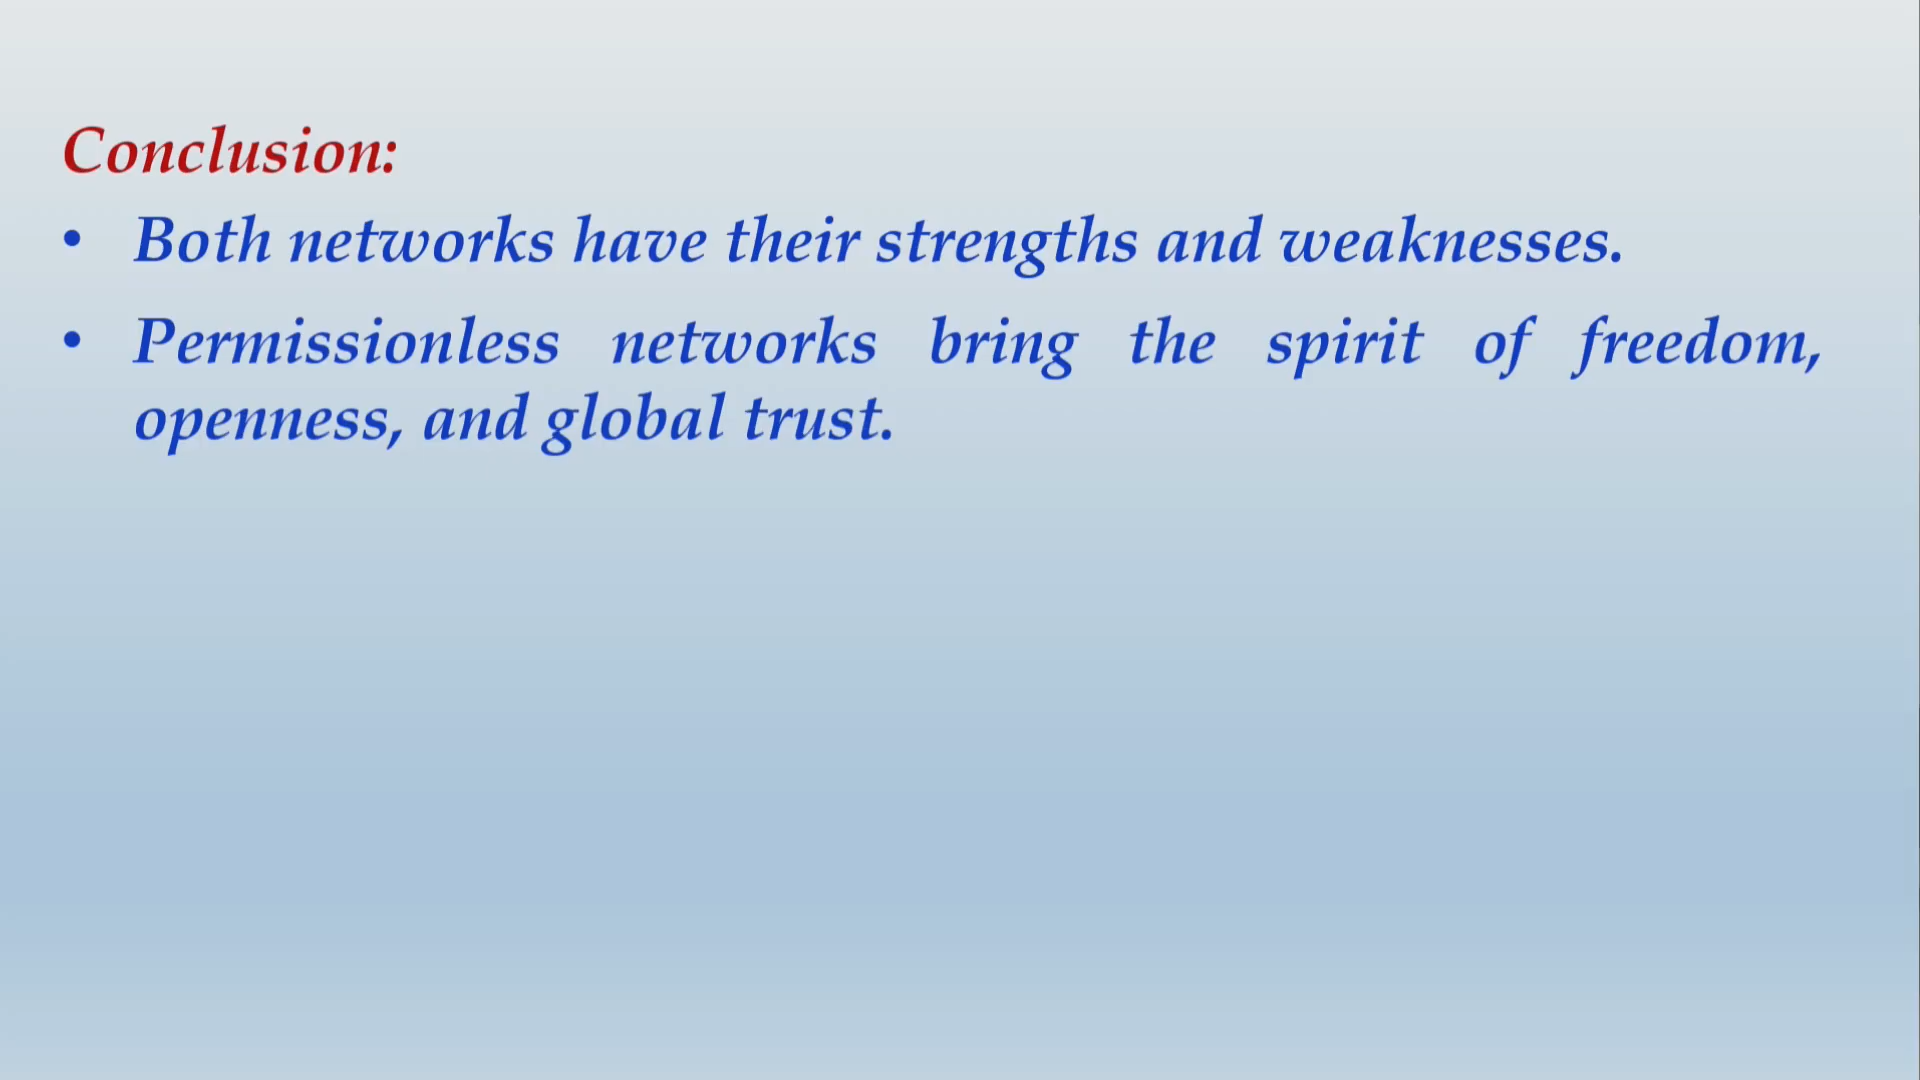 Conclusion:
• Both networks have their strengths and weaknesses.
• Permissionless networks bring the spirit of freedom,
openness, and global trust.